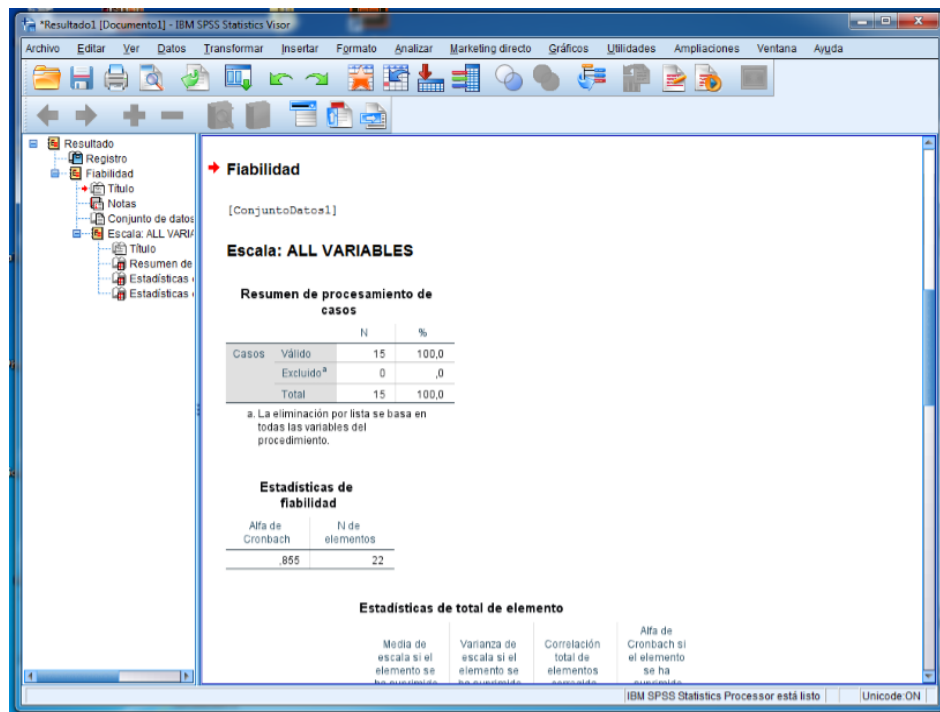 *Resultado1 [Documento1] - IBM SPSS Statistics Visor
Archivo Editar Ver Datos Transformar Insertar Formato Analizar Marketing directo Gráficos Utilidades Ampliaciones Ventana Ayuda
Resultado
Registro
Fiabilidad
Título
Notas
Conjunto de datos
Escala: ALL VARIA
Título
Resumen de
Estadísticas
Estadísticas
Fiabilidad
[ConjuntoDatos1]
Escala: ALL VARIABLES
Resumen de procesamiento de
casos
N %
Casos Válido 15 100,0
Excluido a 0 ,0
Total 15 100,0
a. La eliminación por lista se basa en
todas las variables del
procedimiento.
Estadísticas de
fiabilidad
Alfa de N de
Cronbach elementos
,855 22
Estadísticas de total de elemento
Alfa de
Media de Varianza de Correlación Cronbach si
escala si el escala si el total de el elemento
elemento se elemento se elementos se ha
IBM SPSS Statistics Processor está listo Unicode:ON